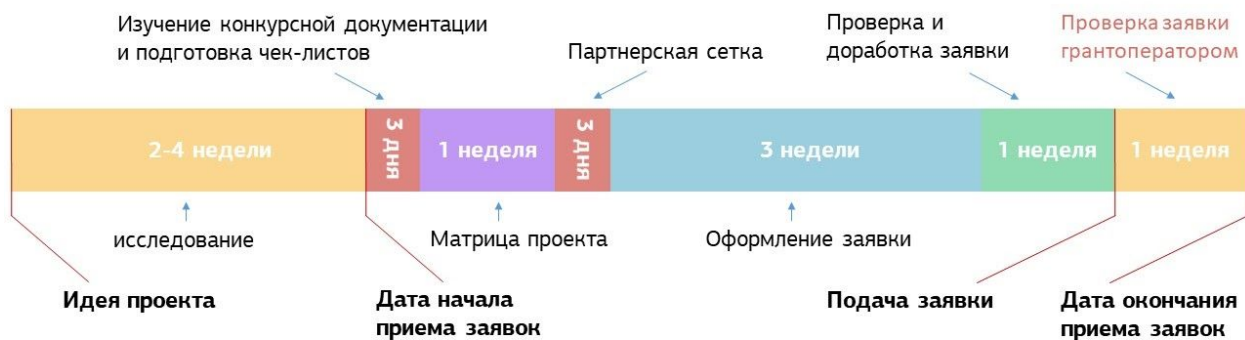 Изучение конкурсной документации
и подготовка чек-листов
Партнерская сетка
Проверка и
доработка заявки
Проверка заявки
грантоператором
2-4 недели
3 дня
1 неделя
3 дня
3 недели
1 неделя
1 неделя
исследование
Матрица проекта
Оформление заявки
Идея проекта
Дата начала
приема заявок
Подача заявки
Дата окончания
приема заявок